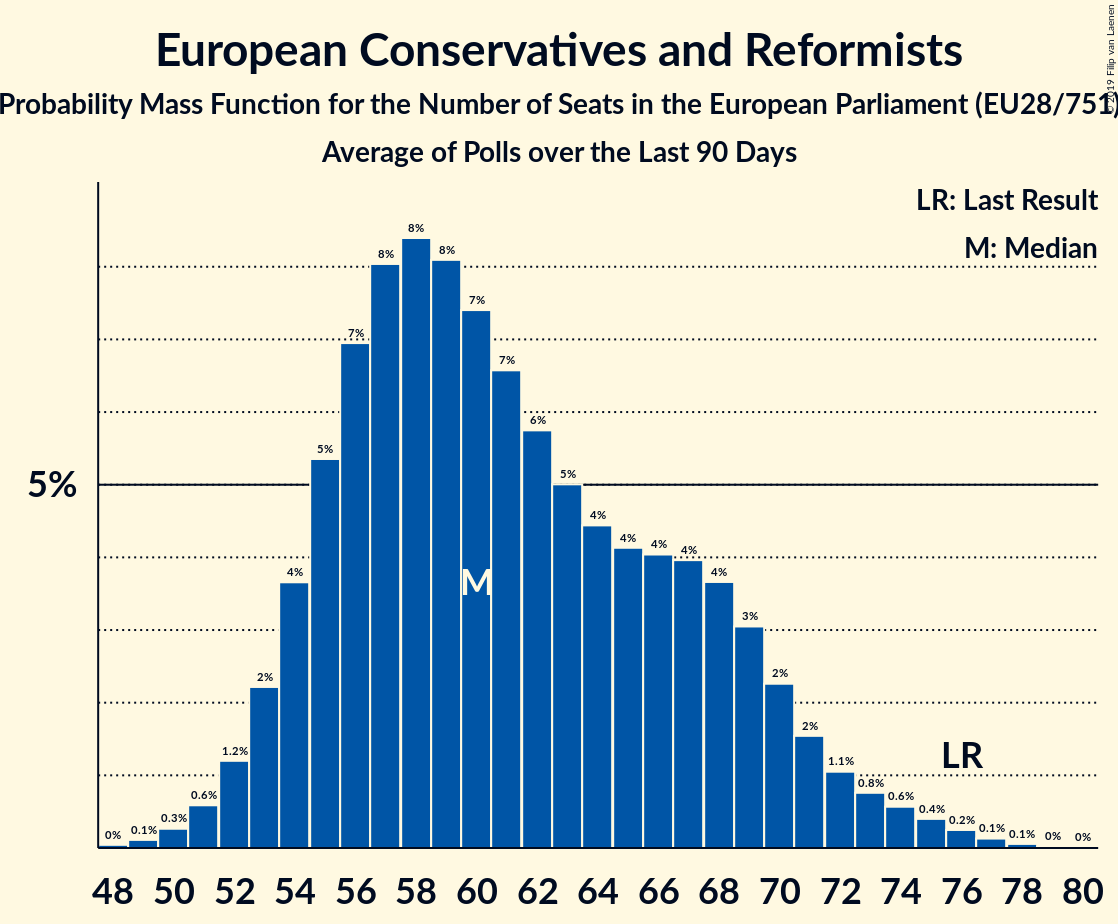 European Conservatives and Reformists
Probability Mass Function for the Number of Seats in the European Parliament (EU28/751)
Average of Polls over the Last 90 Days
© 2019 Filip van Laenen
LR: Last Result
M: Median
5%
0% 0.1% 0.3% 0.6% 1.2% 2% 4% 5% 7% 8% 8% 8% 7% 7% 6% 5% 4% 4% 4% 4% 4% 3% 2% 2% 1.1% 0.8% 0.6% 0.4% 0.2% 0.1% 0.1% 0% 0%
M
LR
48 50 52 54 56 58 60 62 64 66 68 70 72 74 76 78 80